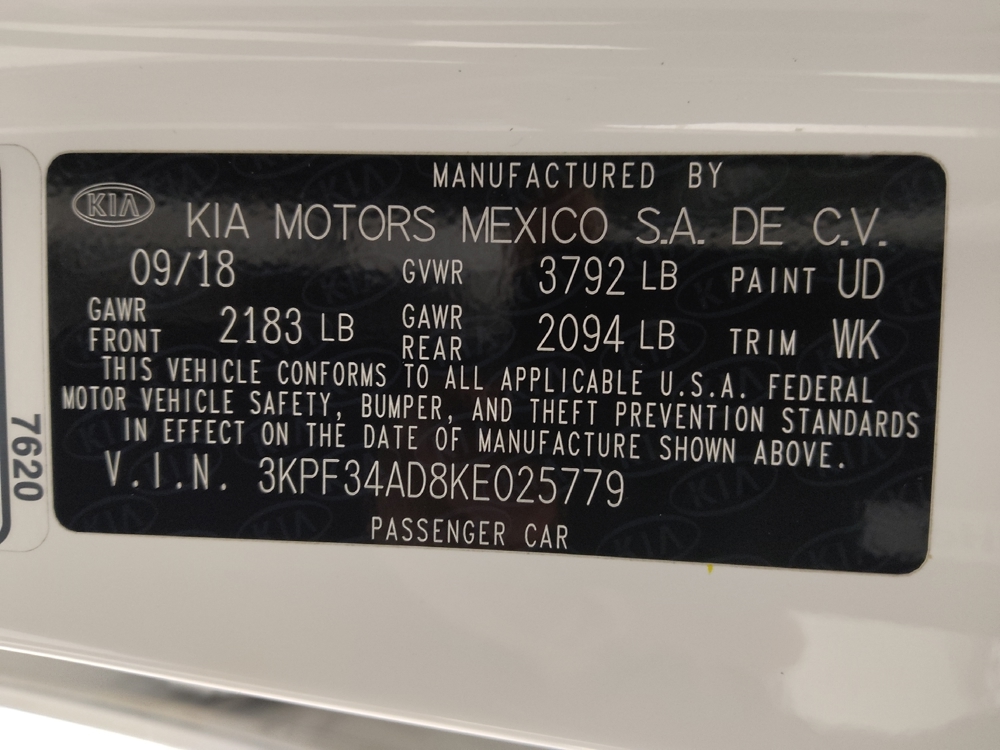 MANUFACTURED BY
KIA
KIA MOTORS MEXICO S.A. DE C.V.
09/18 GVWR 3792 LB PAINT UD
GAWR FRONT 2183 LB GAWR REAR 2094 LB TRIM WK
THIS VEHICLE CONFORMS TO ALL APPLICABLE U.S.A. FEDERAL
MOTOR VEHICLE SAFETY, BUMPER, AND THEFT PREVENTION STANDARDS
IN EFFECT ON THE DATE OF MANUFACTURE SHOWN ABOVE.
V.I.N. 3KPF34AD8KE025779
PASSENGER CAR
7620